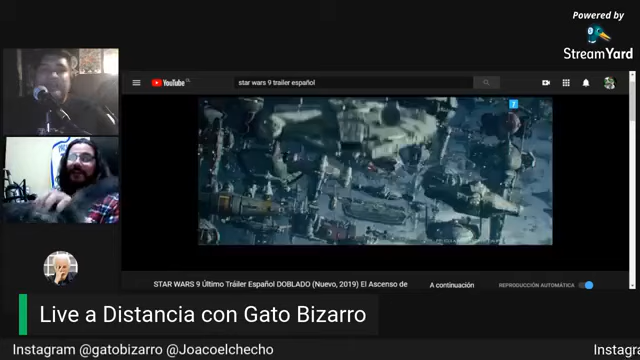 Powered by
StreamYard
YouTube
star wars 9 trailer español
7
STAR WARS 9 Último Tráiler Español DOBLADO (Nuevo, 2019) El Ascenso de
A continuación
REPRODUCCIÓN AUTOMÁTICA
Live a Distancia con Gato Bizarro
Instagram @gatobizarro @Joacoelchecho
Instagra